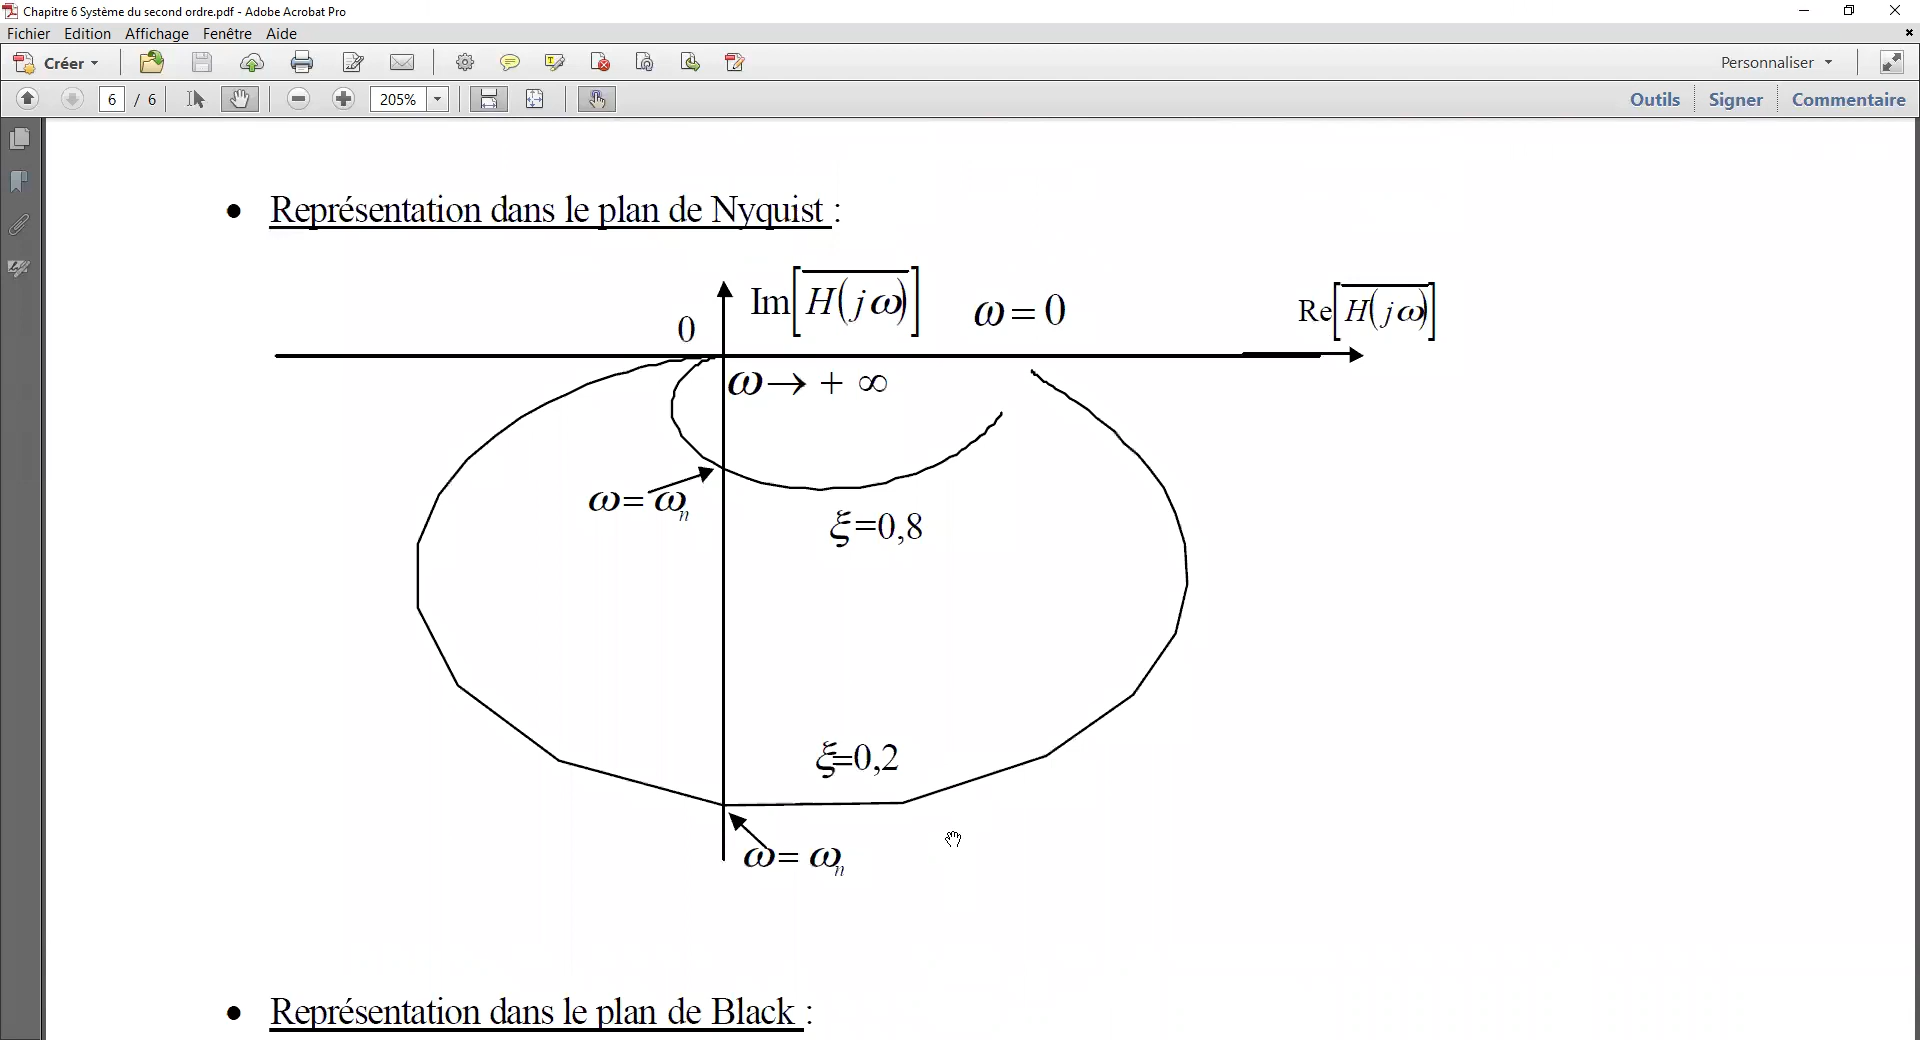 Chapitre 6 Système du second ordre.pdf - Adobe Acrobat Pro
Fichier Edition Affichage Fenêtre Aide
Créer
Personnaliser
6 / 6
205%
Outils Signer Commentaire
• Représentation dans le plan de Nyquist :
Im[H(jω)]
ω = 0
Re[H(jω)]
0
ω → + ∞
ω = ωn
ξ=0,8
ξ=0,2
ω = ωn
• Représentation dans le plan de Black :